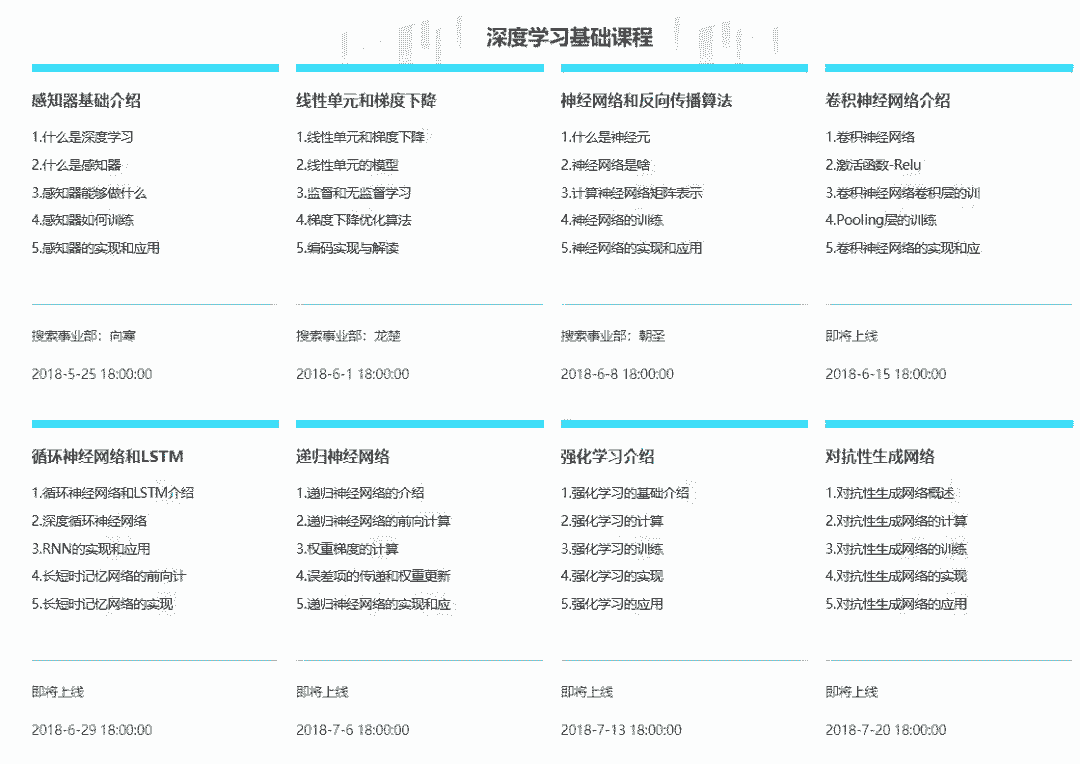 深度学习基础课程
感知器基础介绍
1.什么是深度学习
2.什么是感知器
3.感知器能够做什么
4.感知器如何训练
5.感知器的实现和应用
搜索事业部：向寒
2018-5-25 18:00:00
线性单元和梯度下降
1.线性单元和梯度下降
2.线性单元的模型
3.监督和无监督学习
4.梯度下降优化算法
5.编码实现与解读
搜索事业部：龙楚
2018-6-1 18:00:00
神经网络和反向传播算法
1.什么是神经元
2.神经网络是啥
3.计算神经网络矩阵表示
4.神经网络的训练
5.神经网络的实现和应用
搜索事业部：朝圣
2018-6-8 18:00:00
卷积神经网络介绍
1.卷积神经网络
2.激活函数-Relu
3.卷积神经网络卷积层的训
4.Pooling层的训练
5.卷积神经网络的实现和应
即将上线
2018-6-15 18:00:00
循环神经网络和LSTM
1.循环神经网络和LSTM介绍
2.深度循环神经网络
3.RNN的实现和应用
4.长短时记忆网络的前向计
5.长短时记忆网络的实现
即将上线
2018-6-29 18:00:00
递归神经网络
1.递归神经网络的介绍
2.递归神经网络的前向计算
3.权重梯度的计算
4.误差项的传递和权重更新
5.递归神经网络的实现和应
即将上线
2018-7-6 18:00:00
强化学习介绍
1.强化学习的基础介绍
2.强化学习的计算
3.强化学习的训练
4.强化学习的实现
5.强化学习的应用
即将上线
2018-7-13 18:00:00
对抗性生成网络
1.对抗性生成网络概述
2.对抗性生成网络的计算
3.对抗性生成网络的训练
4.对抗性生成网络的实现
5.对抗性生成网络的应用
即将上线
2018-7-20 18:00:00